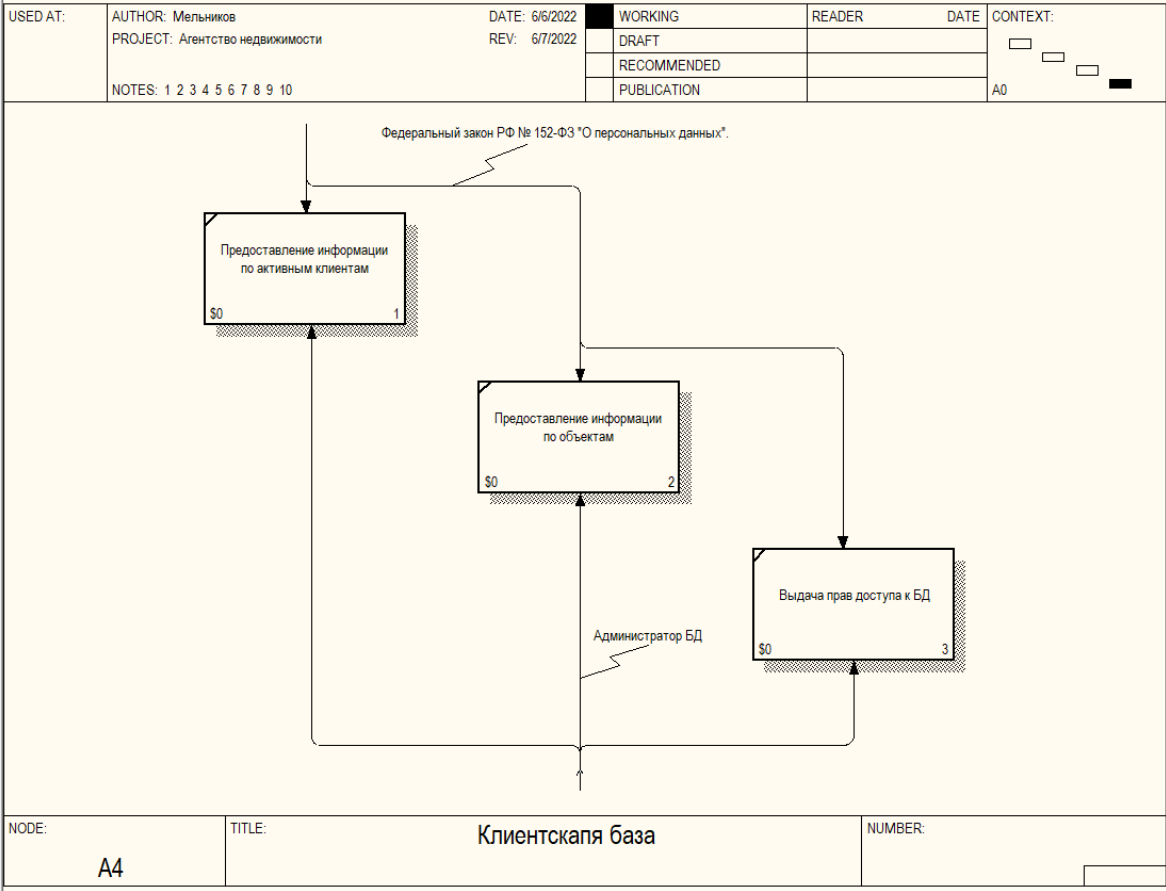 USED AT:
AUTHOR: Мельников
DATE: 6/6/2022
WORKING
READER
DATE
CONTEXT:
PROJECT: Агентство недвижимости
REV: 6/7/2022
DRAFT
RECOMMENDED
NOTES: 1 2 3 4 5 6 7 8 9 10
PUBLICATION
A0
Федеральный закон РФ № 152-ФЗ "О персональных данных".
Предоставление информации
по активным клиентам
$0
1
Предоставление информации
по объектам
$0
2
Выдача прав доступа к БД
$0
3
Администратор БД
NODE:
A4
TITLE:
Клиентскапя база
NUMBER: